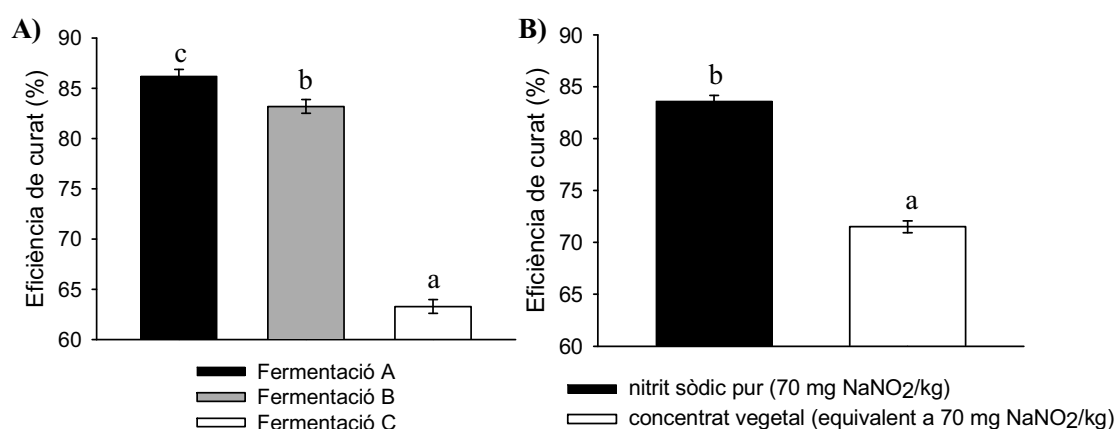 A)
Eficiència de curat (%)
90
85
80
75
70
65
60
c
b
a
Fermentació A
Fermentació B
Fermentació C
B)
Eficiència de curat (%)
90
85
80
75
70
65
60
b
a
nitrit sòdic pur (70 mg NaNO2/kg)
concentrat vegetal (equivalent a 70 mg NaNO2/kg)